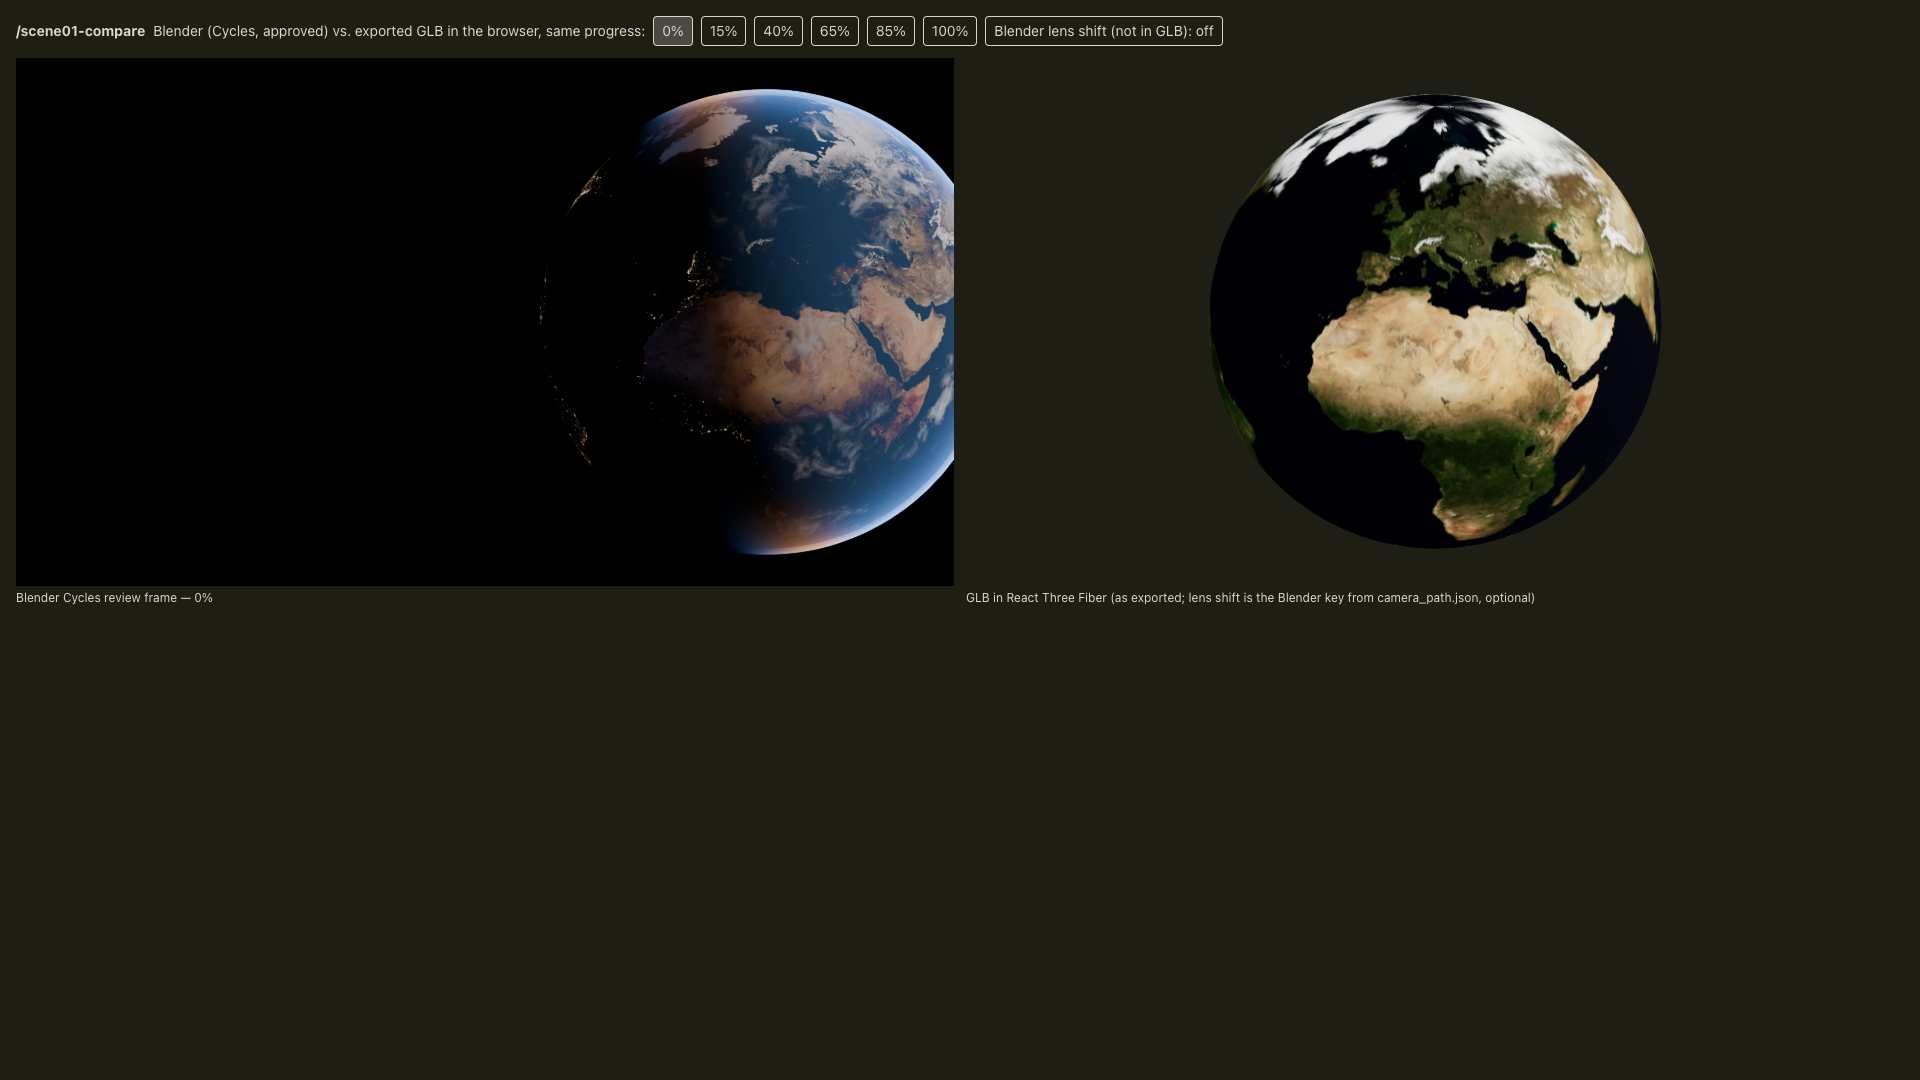 /scene01-compare Blender (Cycles, approved) vs. exported GLB in the browser, same progress: 0% 15% 40% 65% 85% 100% Blender lens shift (not in GLB): off
Blender Cycles review frame — 0%
GLB in React Three Fiber (as exported; lens shift is the Blender key from camera_path.json, optional)